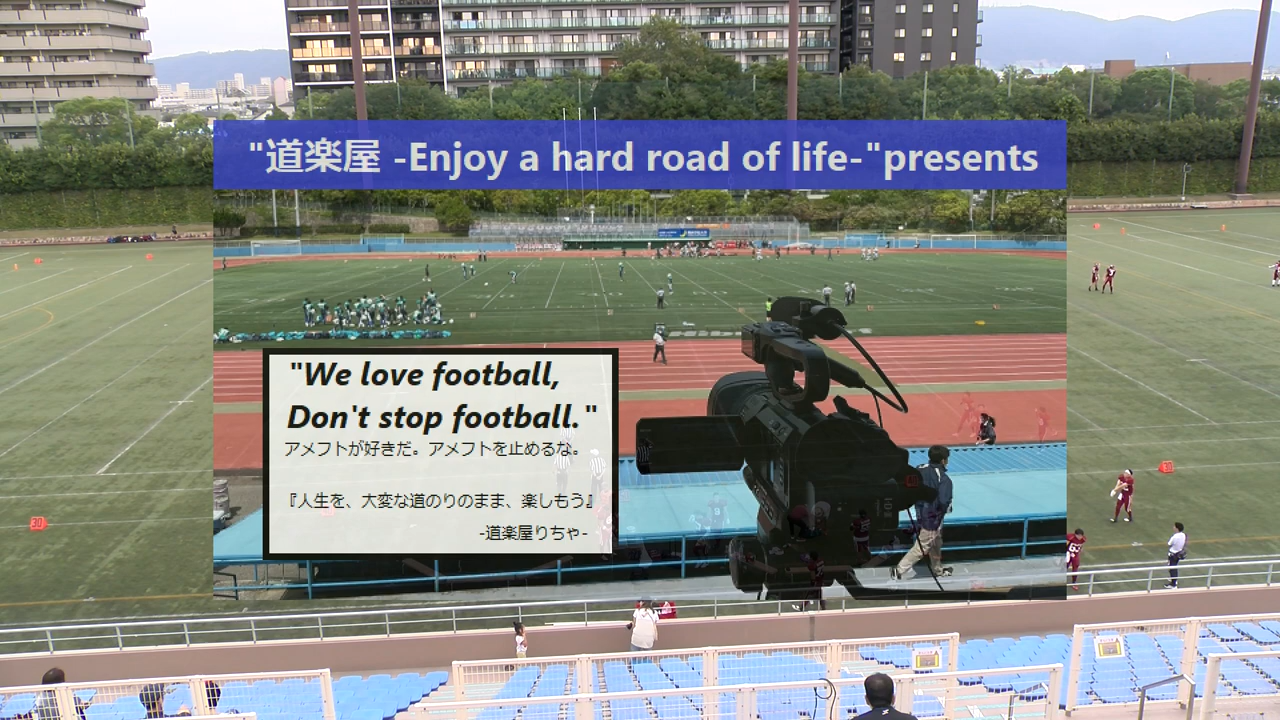 "道楽屋 -Enjoy a hard road of life-"presents
"We love football,
Don't stop football."
アメフトが好きだ。アメフトを止めるな。
『人生を、大変な道のりのまま、楽しもう』
-道楽屋りちゃ-
30